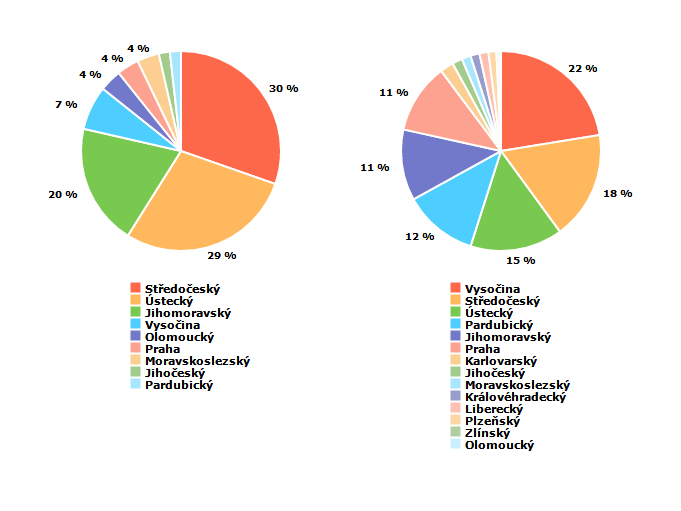 4 %
4 %
4 %
7 %
20 %
29 %
30 %
Středočeský
Ústecký
Jihomoravský
Vysočina
Olomoucký
Praha
Moravskoslezský
Jihočeský
Pardubický
22 %
11 %
11 %
12 %
15 %
18 %
Vysočina
Středočeský
Ústecký
Pardubický
Jihomoravský
Praha
Karlovarský
Jihočeský
Moravskoslezský
Královéhradecký
Liberecký
Plzeňský
Zlínský
Olomoucký